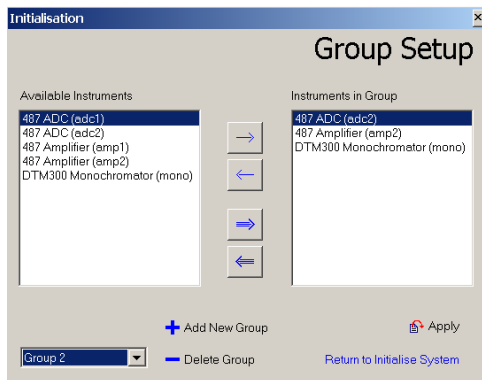 Initialisation
Group Setup
Available Instruments
487 ADC (adc1)
487 ADC (adc2)
487 Amplifier (amp1)
487 Amplifier (amp2)
DTM300 Monochromator (mono)
Instruments in Group
487 ADC (adc2)
487 Amplifier (amp2)
DTM300 Monochromator (mono)
Add New Group
Apply
Group 2
Delete Group
Return to Initialise System